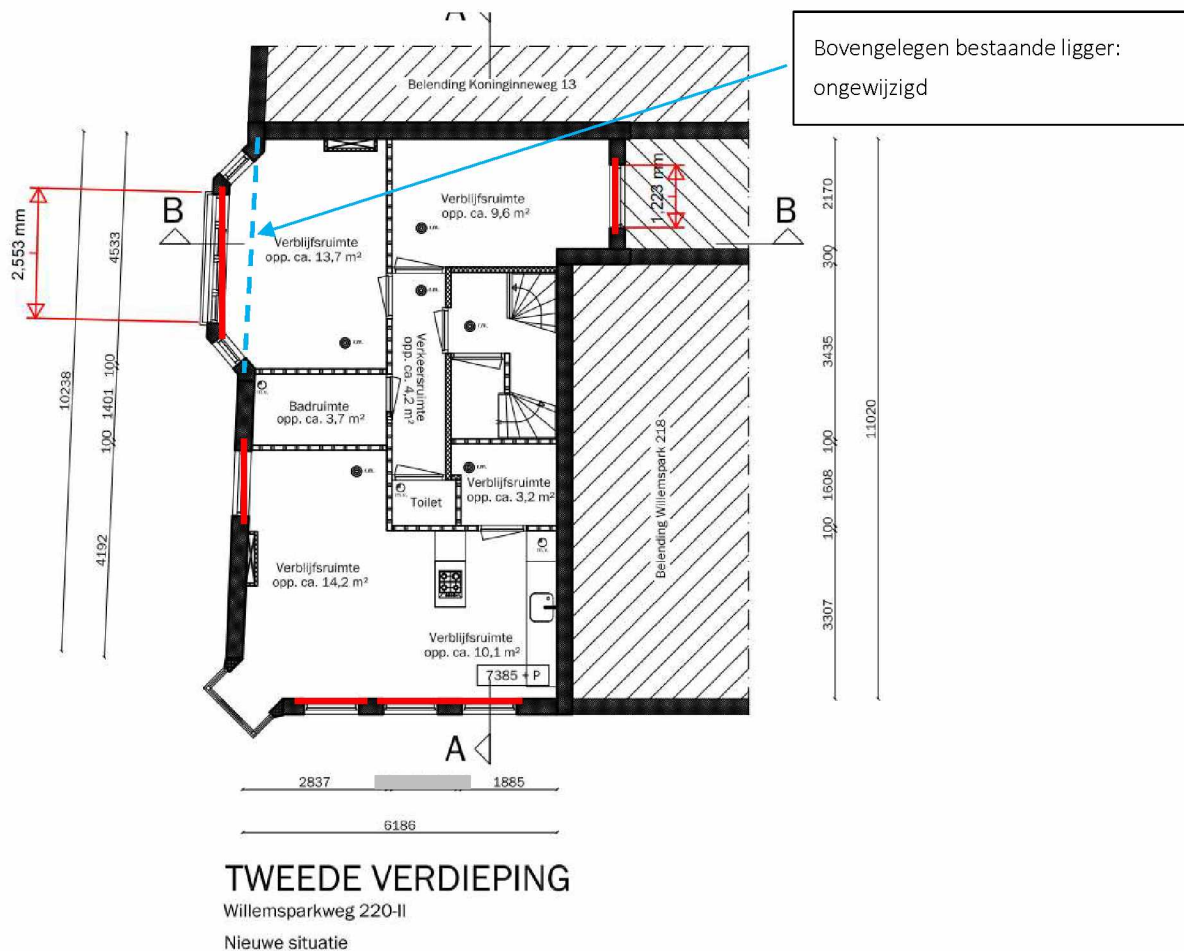 A
Bovengelegen bestaande ligger:
ongewijzigd
Belending Koninginneweg 13
2.553 mm
10238
4533
100
1401
100
4192
B
B
Verblijfsruimte
opp. ca. 9,6 m²
1.223 mm
Verblijfsruimte
opp. ca. 13,7 m²
r.m.
r.m.
r.m.
r.m.
Verkeersruimte
opp. ca. 4,2 m²
m.v.
Badruimte
opp. ca. 3,7 m²
r.m.
r.m.
m.v.
Toilet
Verblijfsruimte
opp. ca. 3,2 m²
m.v.
Verblijfsruimte
opp. ca. 14,2 m²
Verblijfsruimte
opp. ca. 10,1 m²
7385 + P
Belending Willemspark 218
2170
300
3435
100
1608
100
3307
11020
A
2837
1885
6186
TWEEDE VERDIEPING
Willemsparkweg 220-II
Nieuwe situatie